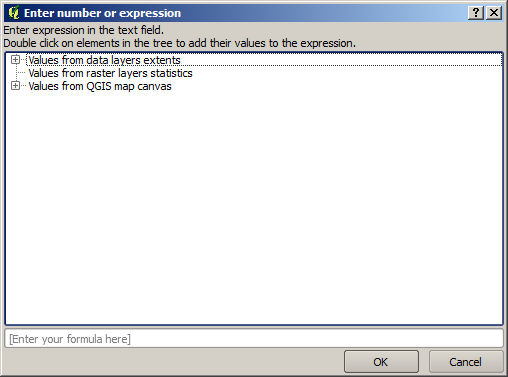 Enter number or expression
Enter expression in the text field.
Double click on elements in the tree to add their values to the expression.
Values from data layers extents
Values from raster layers statistics
Values from QGIS map canvas
[Enter your formula here]
OK Cancel